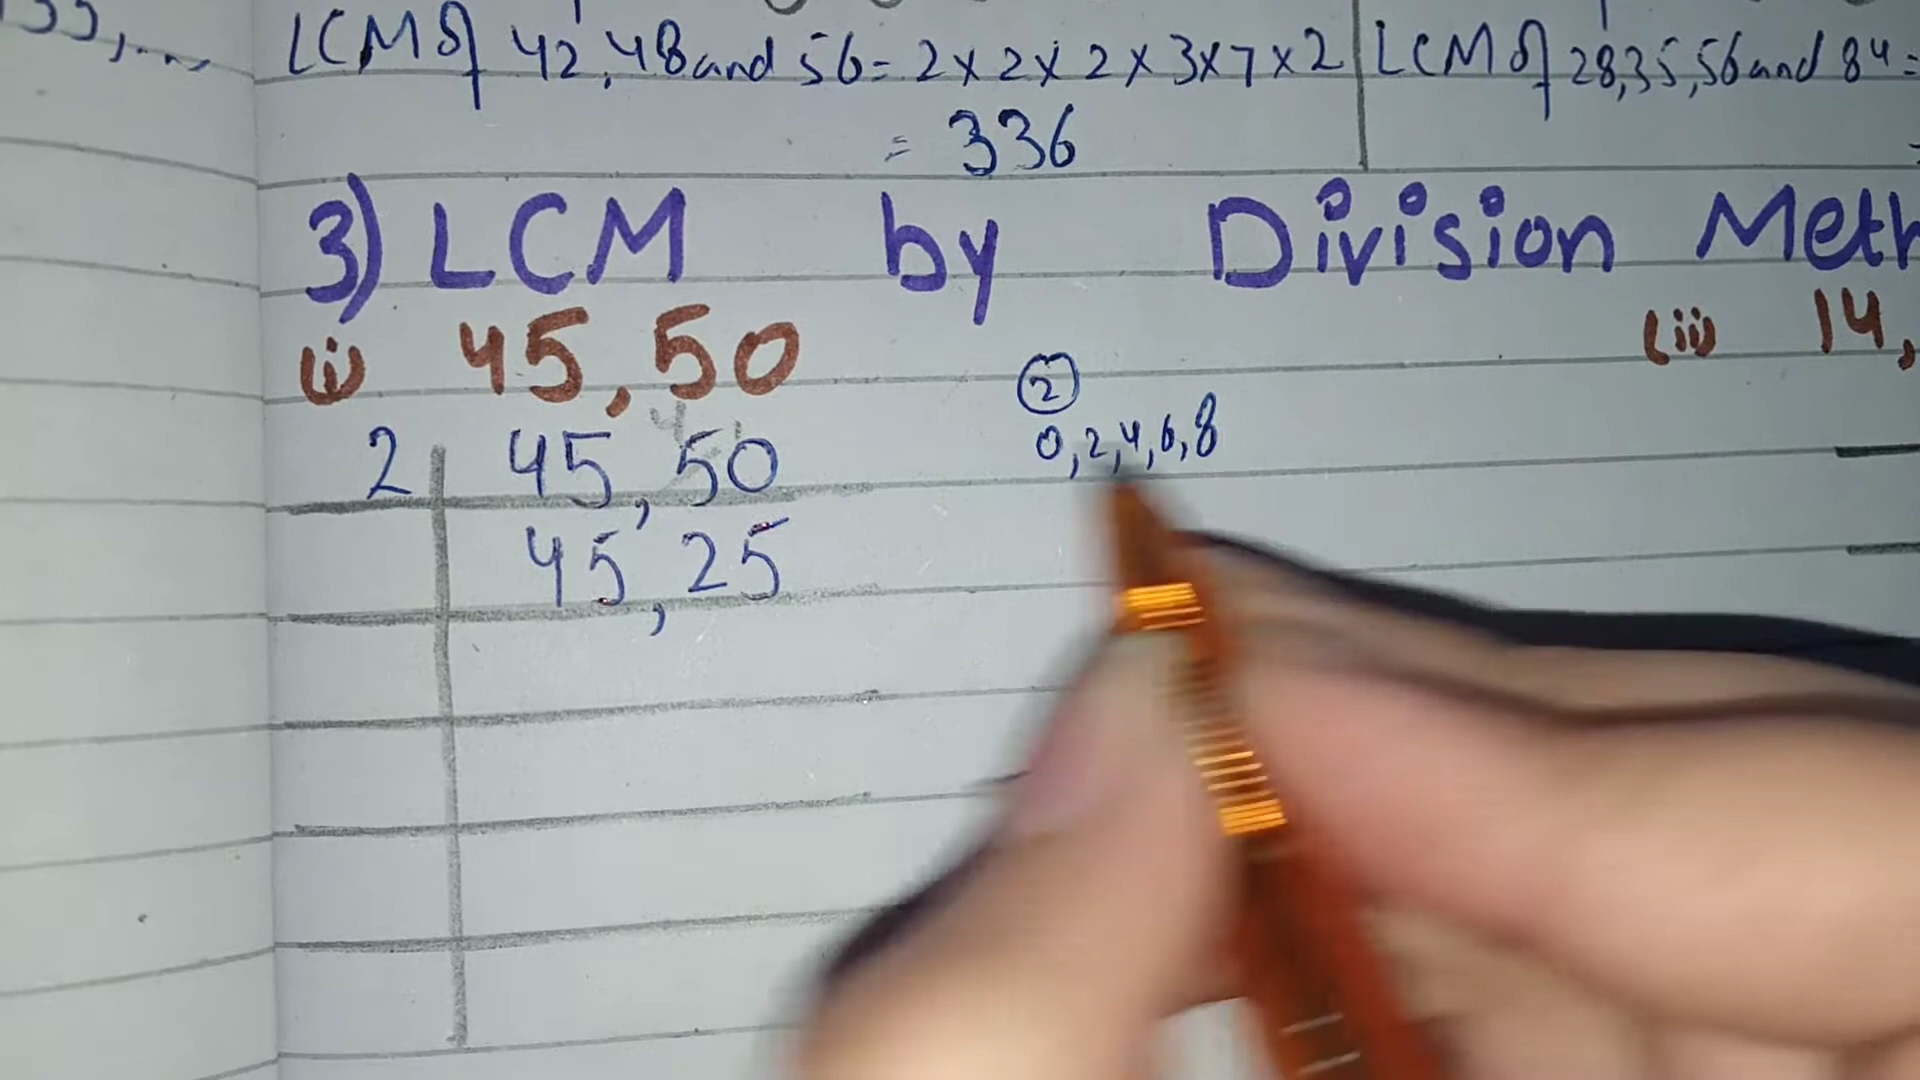 LCM of 42, 48 and 56 = 2 x 2 x 2 x 3 x 7 x 2
= 336
LCM of 28, 35, 56 and 84 =
3) LCM by Division Meth
(i) 45, 50
(ii) 14,
2 45, 50
45, 25
2
0, 2, 4, 6, 8